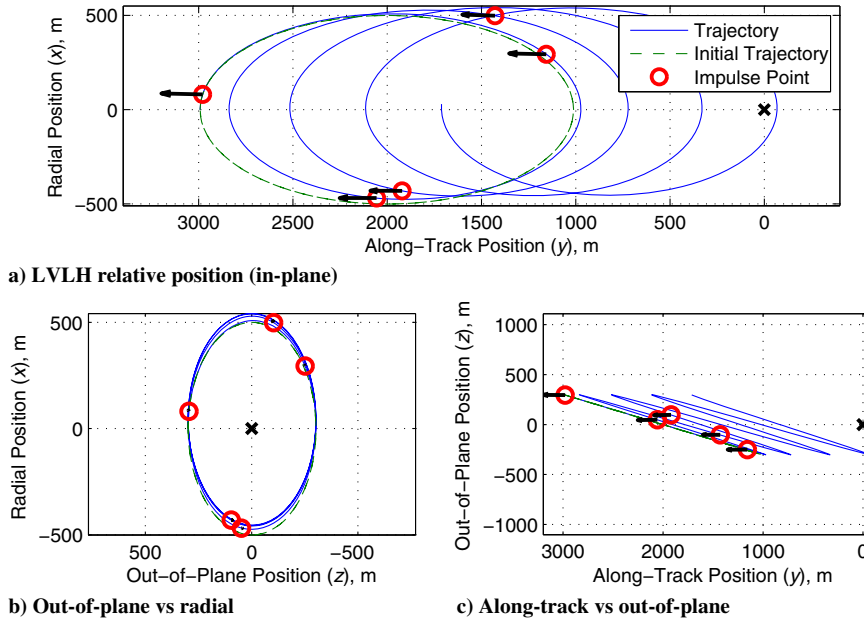 500
0
−500
Radial Position (x), m
3000 2500 2000 1500 1000 500 0
Along−Track Position (y), m
Trajectory
Initial Trajectory
Impulse Point
a) LVLH relative position (in-plane)
500
0
−500
Radial Position (x), m
500 0 −500
Out−of−Plane Position (z), m
b) Out-of-plane vs radial
1000
500
0
−500
−1000
Out−of−Plane Position (z), m
3000 2000 1000 0
Along−Track Position (y), m
c) Along-track vs out-of-plane